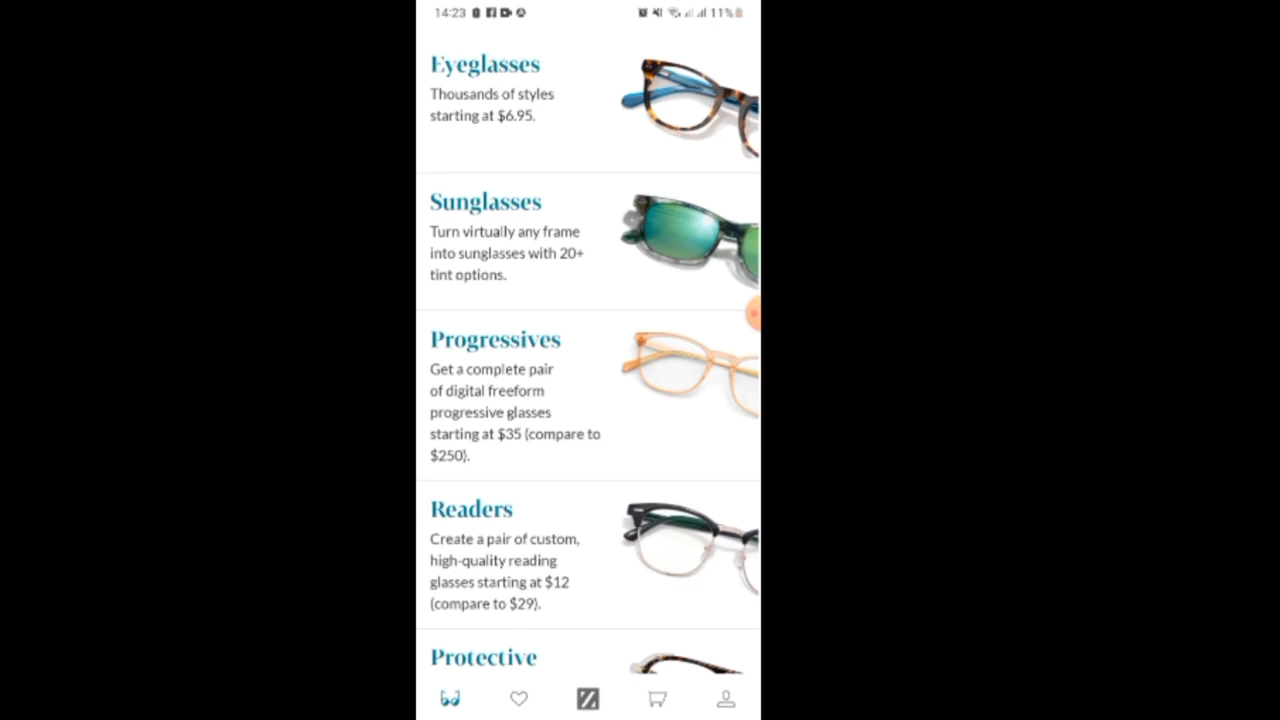 14:23 11%
Eyeglasses
Thousands of styles
starting at $6.95.
Sunglasses
Turn virtually any frame
into sunglasses with 20+
tint options.
Progressives
Get a complete pair
of digital freeform
progressive glasses
starting at $35 (compare to
$250).
Readers
Create a pair of custom,
high-quality reading
glasses starting at $12
(compare to $29).
Protective
Z